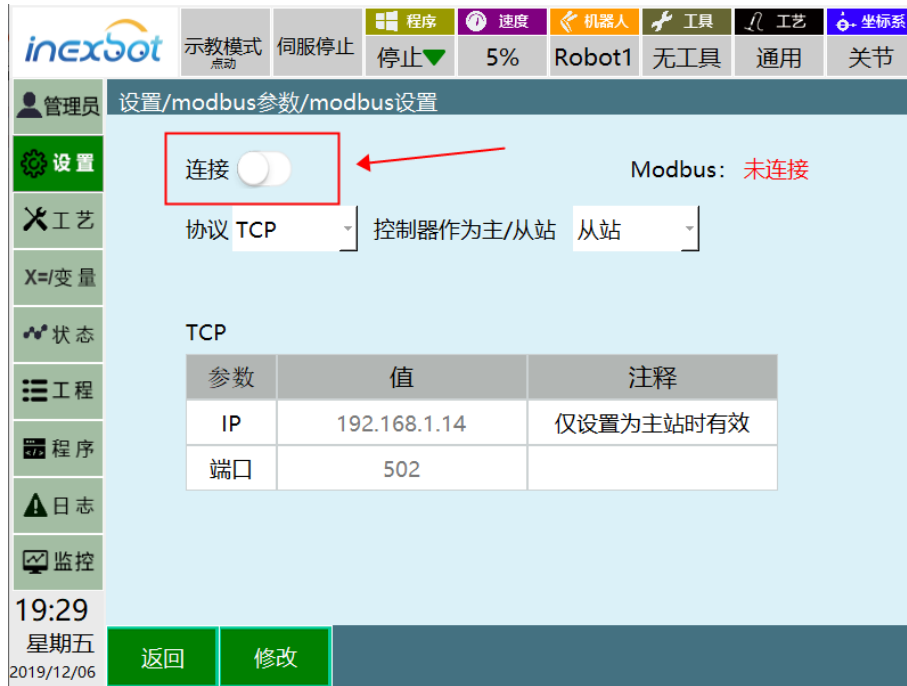 inexbot
示教模式
点动
伺服停止
程序
停止
速度
5%
机器人
Robot1
工具
无工具
工艺
通用
坐标系
关节
管理员
设置
工艺
X=/变量
状态
工程
程序
日志
监控
19:29
星期五
2019/12/06
设置/modbus参数/modbus设置
连接
Modbus: 未连接
协议 TCP 控制器作为主/从站 从站
TCP
参数 值 注释
IP 192.168.1.14 仅设置为主站时有效
端口 502
返回 修改